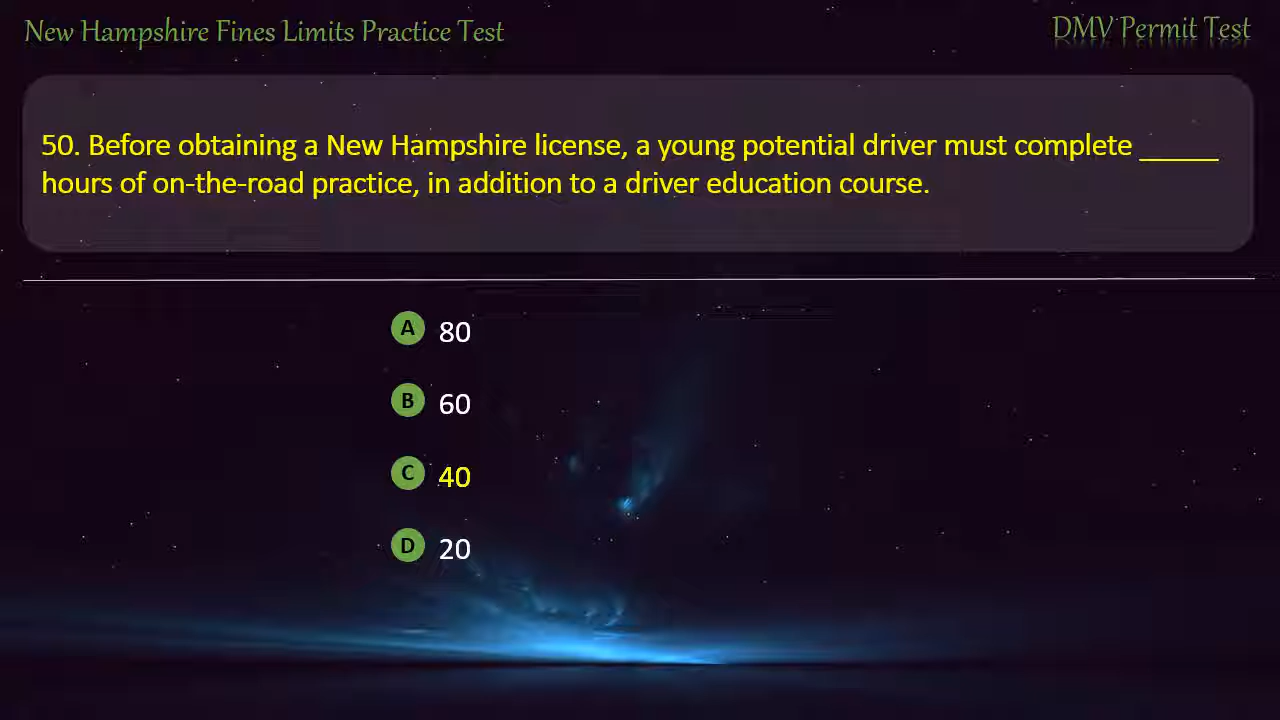 New Hampshire Fines Limits Practice Test
DMV Permit Test
50. Before obtaining a New Hampshire license, a young potential driver must complete ______
hours of on-the-road practice, in addition to a driver education course.
A 80
B 60
C 40
D 20